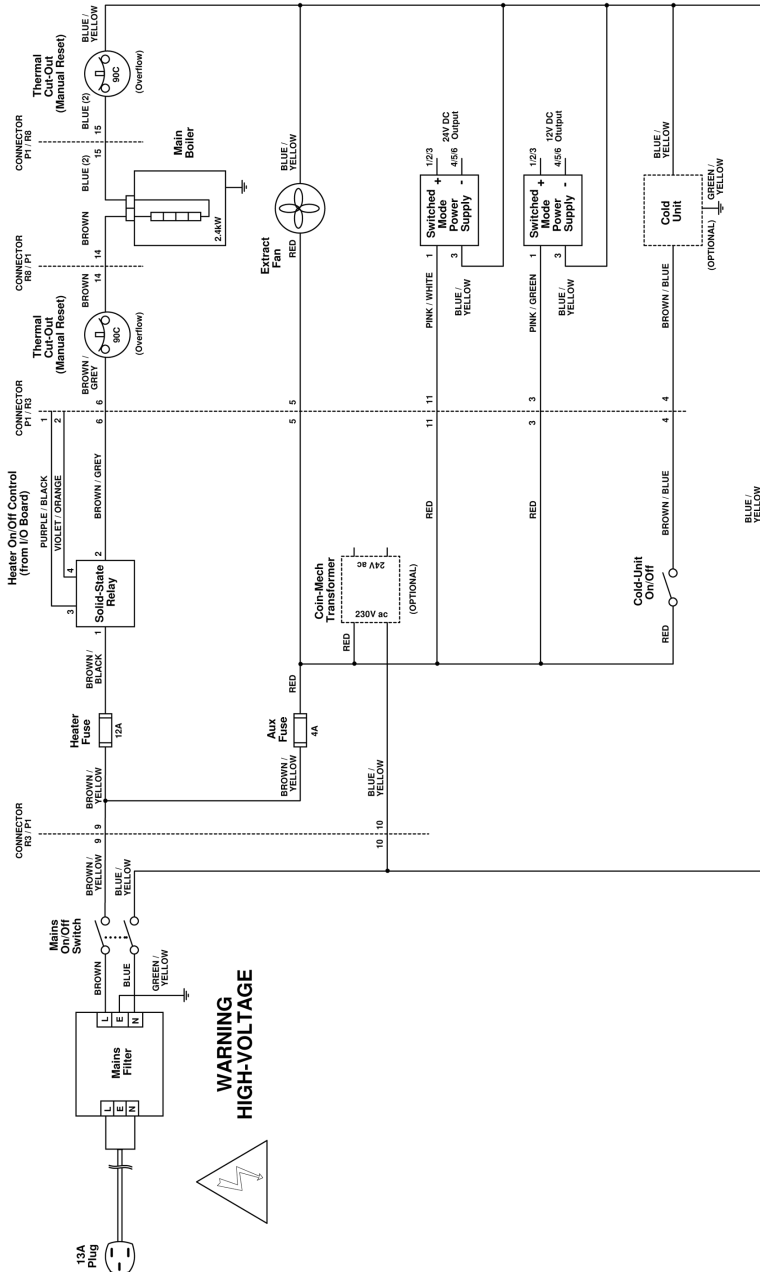 CONNECTOR
R3 / P1
Heater On/Off Control
(from I/O Board)
CONNECTOR
P1 / R3
CONNECTOR
R8 / P1
CONNECTOR
P1 / R8
13A
Plug
L
E
N
Mains
Filter
L
E
N
BROWN
BLUE
GREEN /
YELLOW
Mains
On/Off
Switch
BROWN /
YELLOW
BLUE /
YELLOW
9
9
BROWN /
YELLOW
Heater
Fuse
12A
BROWN /
BLACK
1
Solid-State
Relay
3
4
2
PURPLE / BLACK
VIOLET / ORANGE
1
2
BROWN / GREY
6
6
BROWN /
GREY
Thermal
Cut-Out
(Manual Reset)
90C
(Overflow)
BROWN
14
14
BROWN
Main
Boiler
2.4kW
BLUE (2)
15
15
BLUE (2)
Thermal
Cut-Out
(Manual Reset)
90C
(Overflow)
BLUE /
YELLOW
WARNING
HIGH-VOLTAGE
BROWN /
YELLOW
Aux
Fuse
4A
RED
5
5
Extract
Fan
RED
BLUE /
YELLOW
10
10
BLUE /
YELLOW
RED
Coin-Mech
Transformer
230V ac
24V ac
(OPTIONAL)
RED
11
11
PINK / WHITE
1
BLUE /
YELLOW
3
Switched
Mode
Power
Supply
+
-
1/2/3
24V DC
Output
4/5/6
RED
3
3
PINK / GREEN
1
BLUE /
YELLOW
3
Switched
Mode
Power
Supply
+
-
1/2/3
12V DC
Otutput
4/5/6
RED
Cold-Unit
On/Off
BROWN / BLUE
4
4
BROWN / BLUE
Cold
Unit
(OPTIONAL)
GREEN /
YELLOW
BLUE /
YELLOW
BLUE /
YELLOW